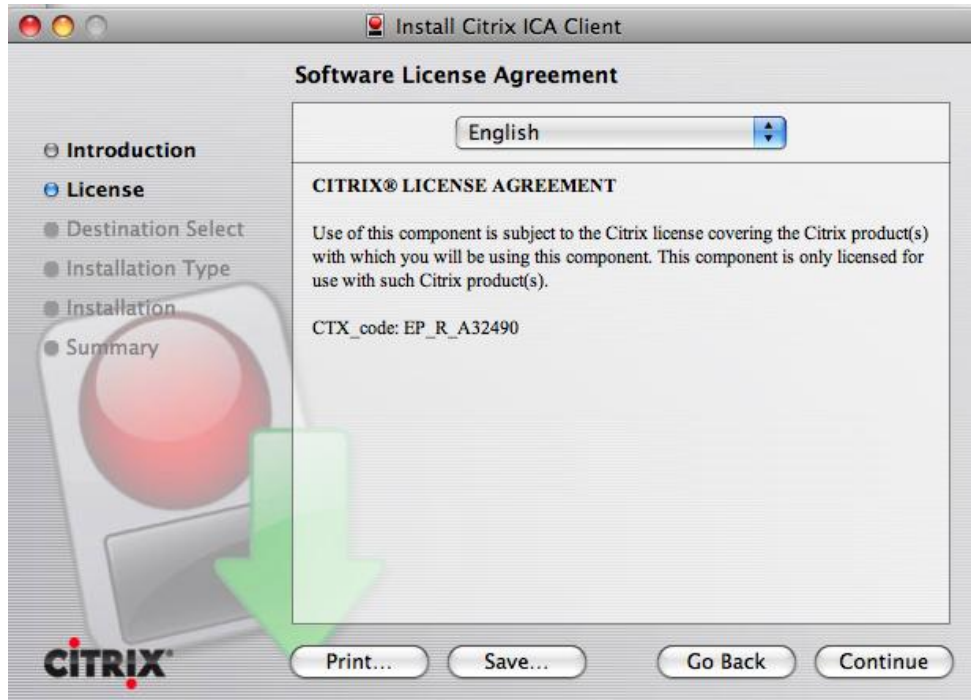 Install Citrix ICA Client
Software License Agreement
Introduction
License
Destination Select
Installation Type
Installation
Summary
English
CITRIX® LICENSE AGREEMENT
Use of this component is subject to the Citrix license covering the Citrix product(s)
with which you will be using this component. This component is only licensed for
use with such Citrix product(s).
CTX_code: EP_R_A32490
CITRIX
Print...
Save...
Go Back
Continue